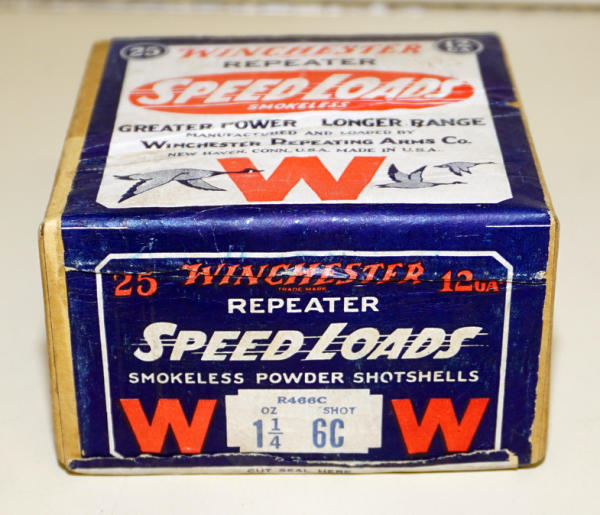 25 WINCHESTER 12
REPEATER
SPEED LOADS
SMOKELESS
GREATER POWER LONGER RANGE
MANUFACTURED AND LOADED BY
WINCHESTER REPEATING ARMS CO.
NEW HAVEN, CONN., U.S.A. MADE IN U.S.A.
W
25 WINCHESTER 12 GA
TRADE MARK
REPEATER
SPEED LOADS
SMOKELESS POWDER SHOTSHELLS
R466C
W OZ SHOT W
1 1/4 6C
CUT SEAL HERE